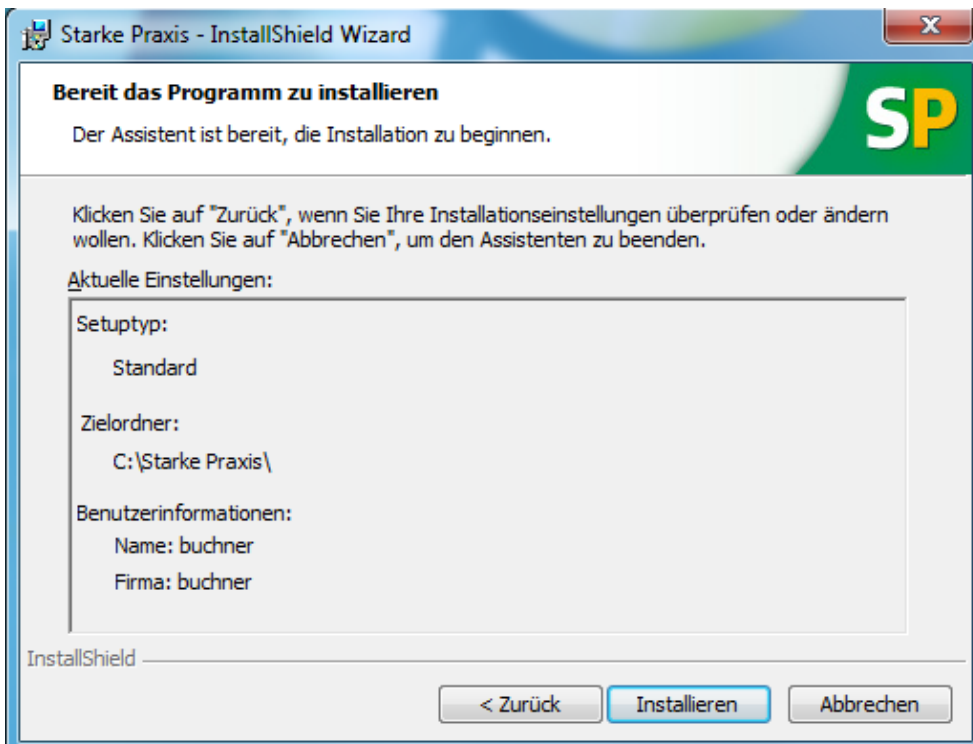 Starke Praxis - InstallShield Wizard
Bereit das Programm zu installieren
Der Assistent ist bereit, die Installation zu beginnen.
SP
Klicken Sie auf "Zurück", wenn Sie Ihre Installationseinstellungen überprüfen oder ändern
wollen. Klicken Sie auf "Abbrechen", um den Assistenten zu beenden.
Aktuelle Einstellungen:
Setuptyp:
Standard
Zielordner:
C:\Starke Praxis\
Benutzerinformationen:
Name: buchner
Firma: buchner
InstallShield
< Zurück Installieren Abbrechen